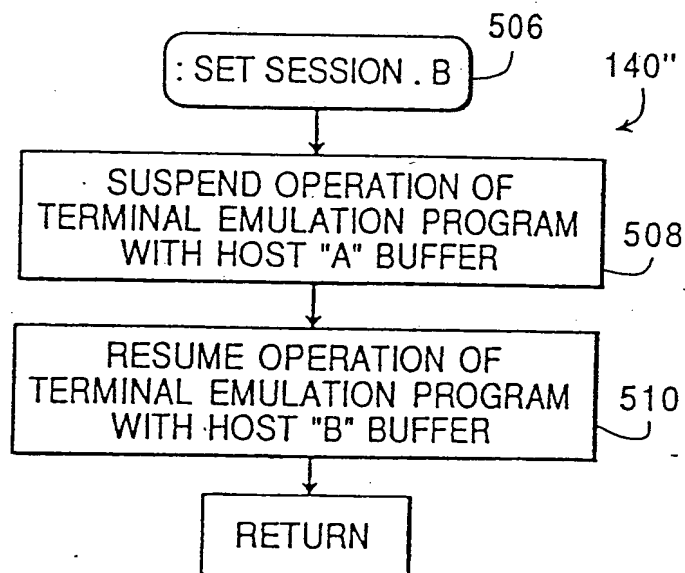 506
: SET SESSION . B
140"
SUSPEND OPERATION OF
TERMINAL EMULATION PROGRAM
WITH HOST "A" BUFFER
508
RESUME OPERATION OF
TERMINAL EMULATION PROGRAM
WITH HOST "B" BUFFER
510
RETURN